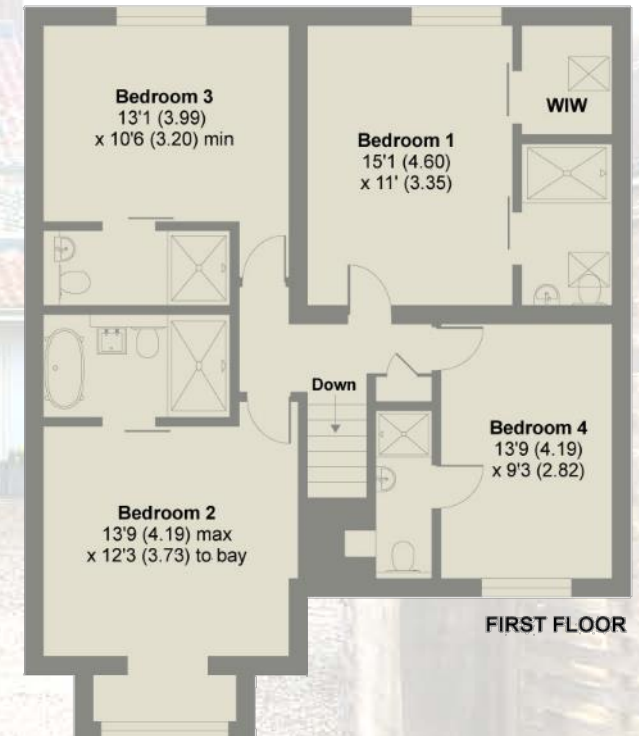 Bedroom 3
13'1 (3.99)
x 10'6 (3.20) min
Bedroom 1
15'1 (4.60)
x 11' (3.35)
WIW
Down
Bedroom 4
13'9 (4.19)
x 9'3 (2.82)
Bedroom 2
13'9 (4.19) max
x 12'3 (3.73) to bay
FIRST FLOOR